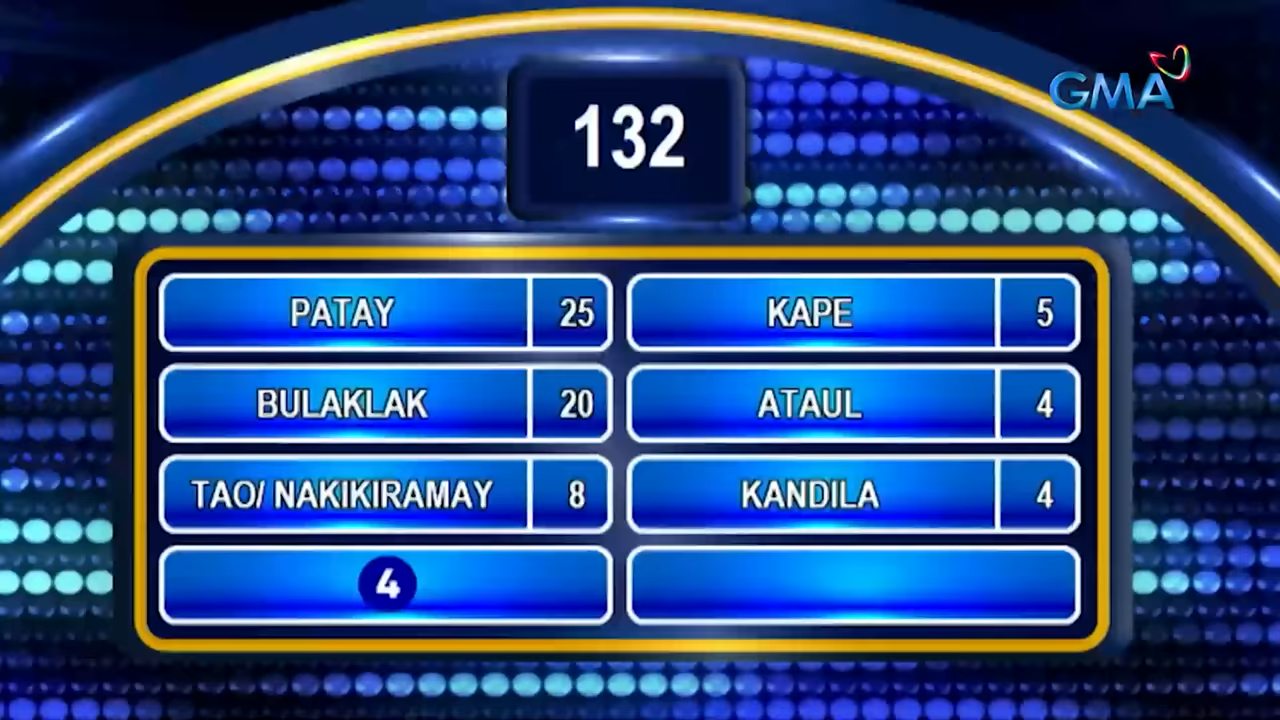 GMA
132
PATAY 25
BULAKLAK 20
TAO/ NAKIKIRAMAY 8
4
KAPE 5
ATAUL 4
KANDILA 4